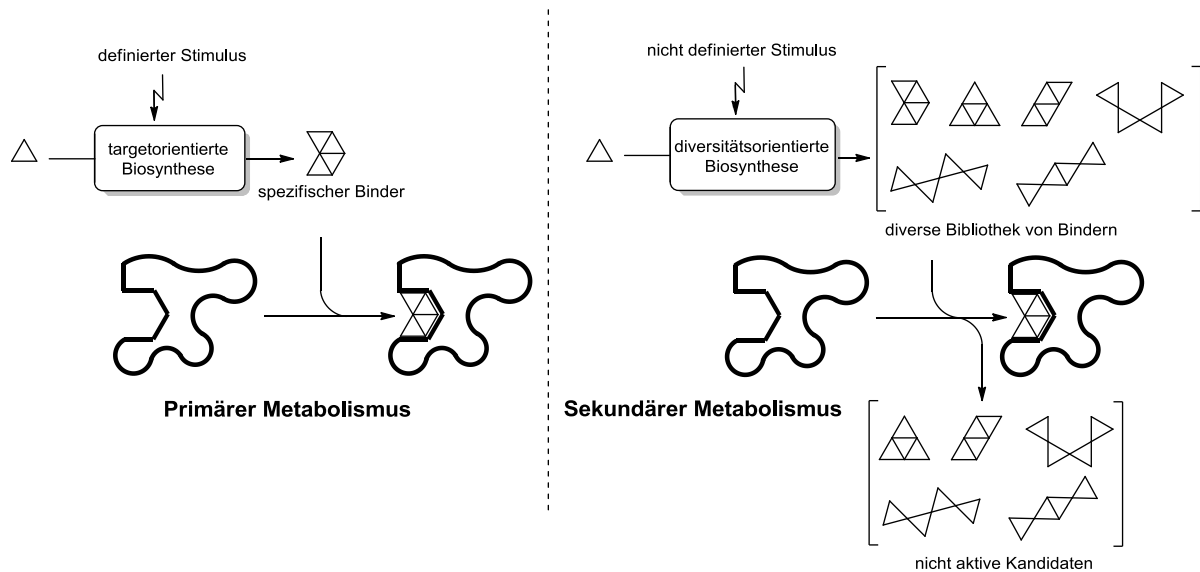 definierter Stimulus
targetorientierte
Biosynthese
spezifischer Binder
Primärer Metabolismus
nicht definierter Stimulus
diversitätsorientierte
Biosynthese
diverse Bibliothek von Bindern
Sekundärer Metabolismus
nicht aktive Kandidaten